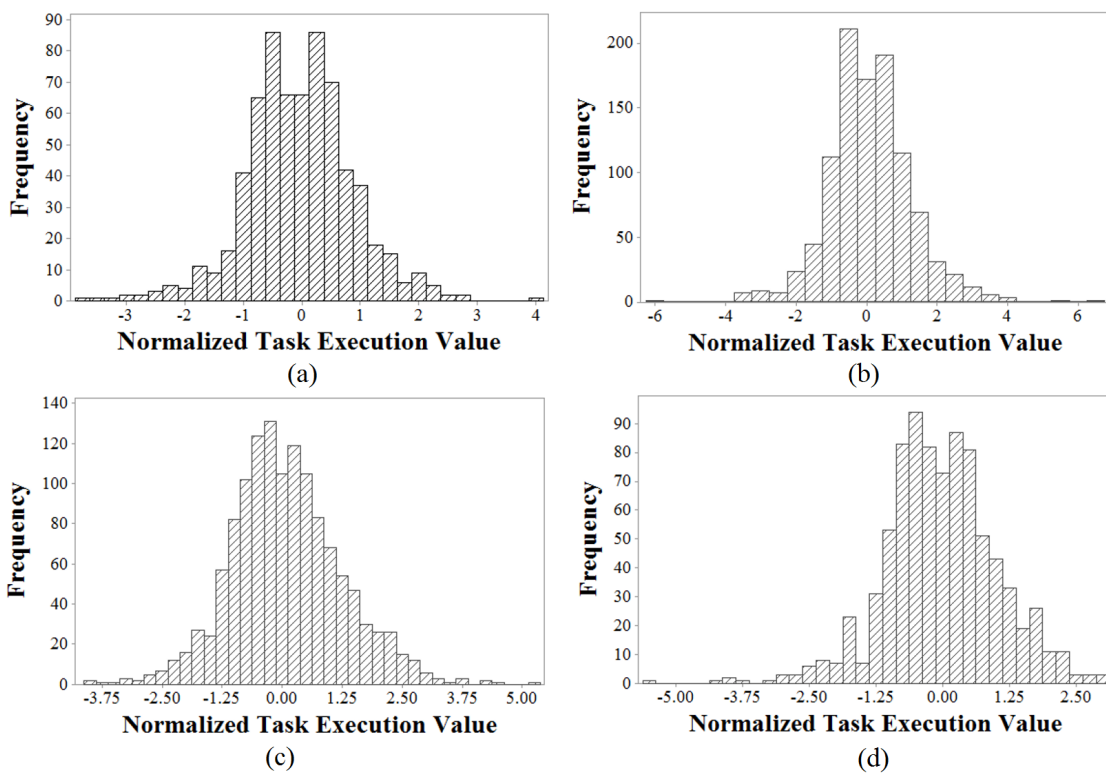 90
80
70
60
50
40
30
20
10
0
Frequency
-3 -2 -1 0 1 2 3 4
Normalized Task Execution Value
(a)
200
150
100
50
0
Frequency
-6 -4 -2 0 2 4 6
Normalized Task Execution Value
(b)
140
120
100
80
60
40
20
0
Frequency
-3.75 -2.50 -1.25 0.00 1.25 2.50 3.75 5.00
Normalized Task Execution Value
(c)
90
80
70
60
50
40
30
20
10
0
Frequency
-5.00 -3.75 -2.50 -1.25 0.00 1.25 2.50
Normalized Task Execution Value
(d)